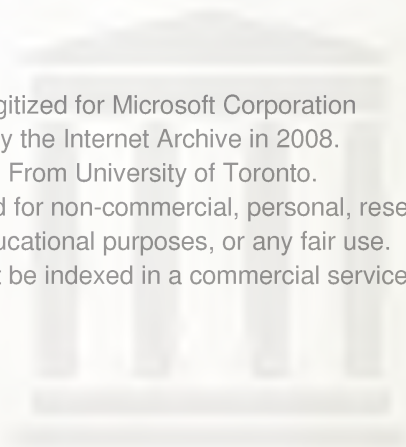 gitized for Microsoft Corporation
y the Internet Archive in 2008.
From University of Toronto.
d for non-commercial, personal, rese
ucational purposes, or any fair use.
t be indexed in a commercial service